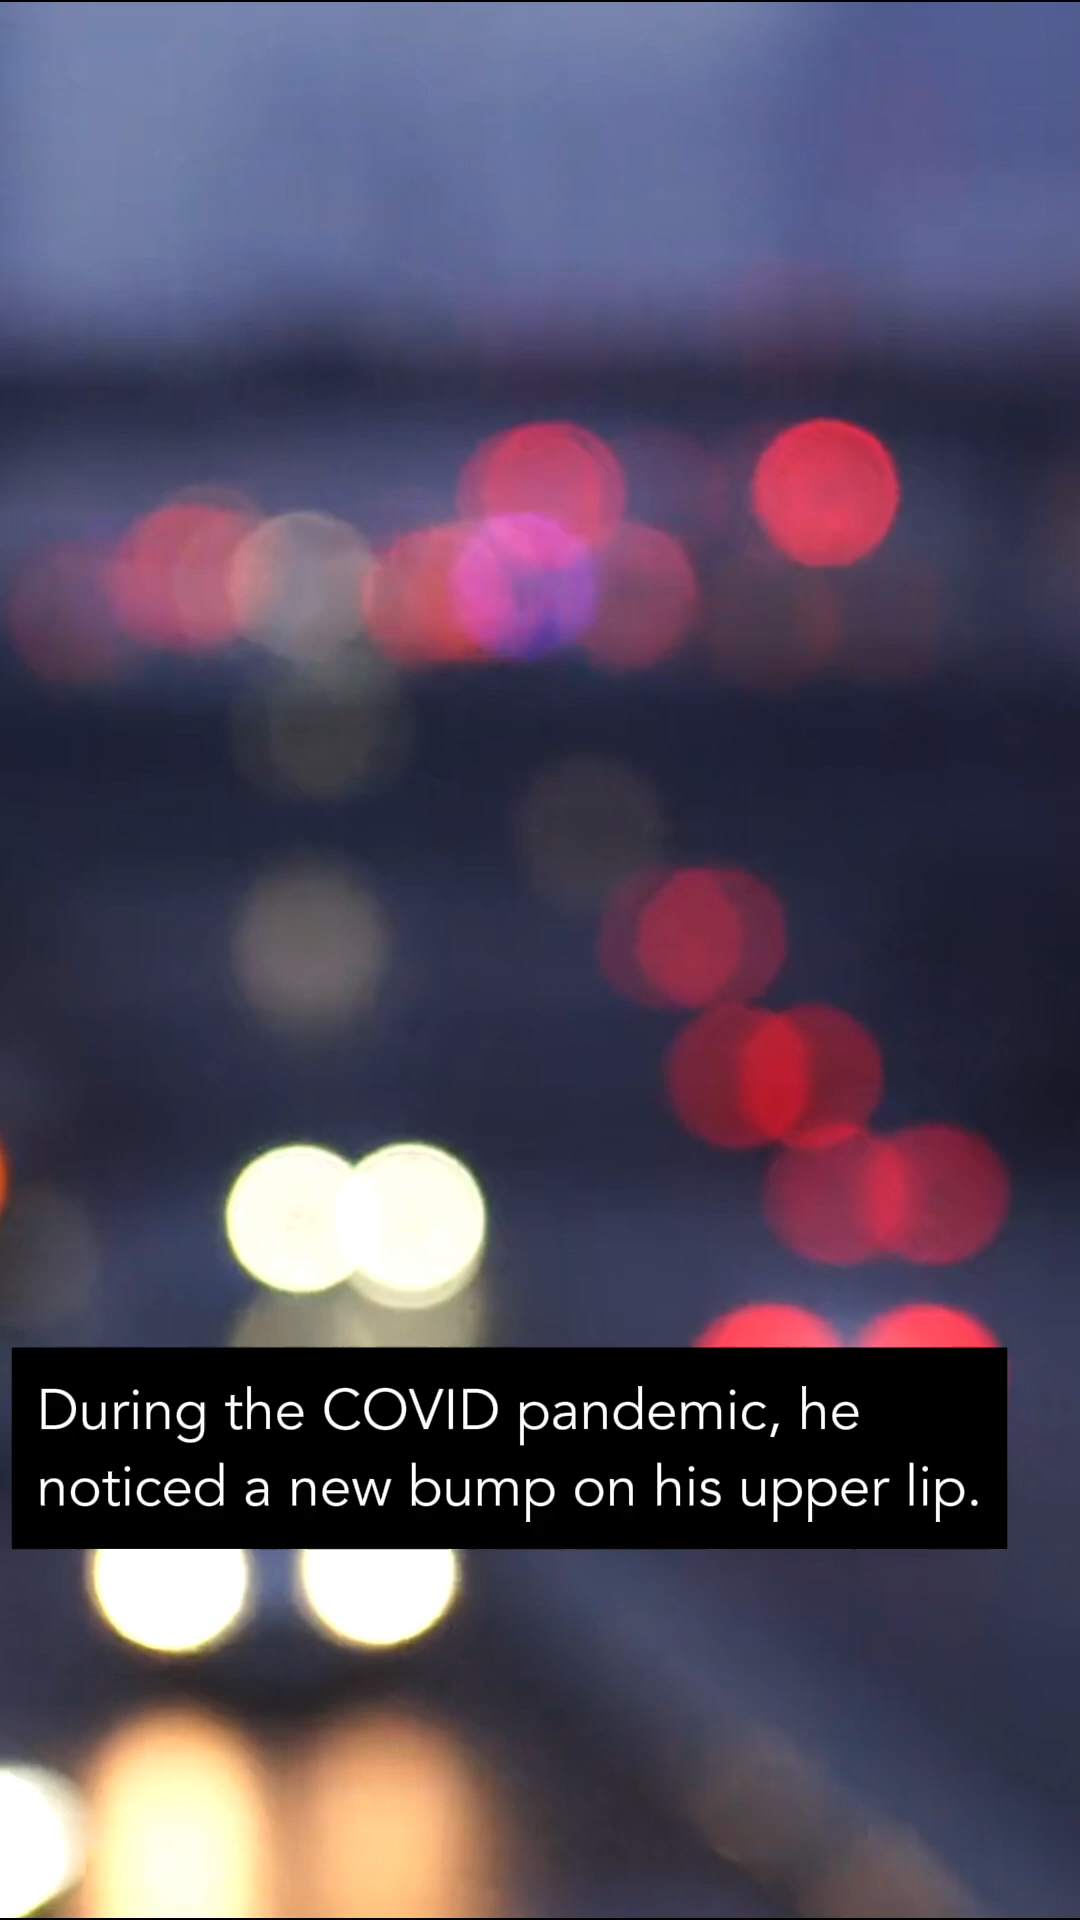 During the COVID pandemic, he
noticed a new bump on his upper lip.